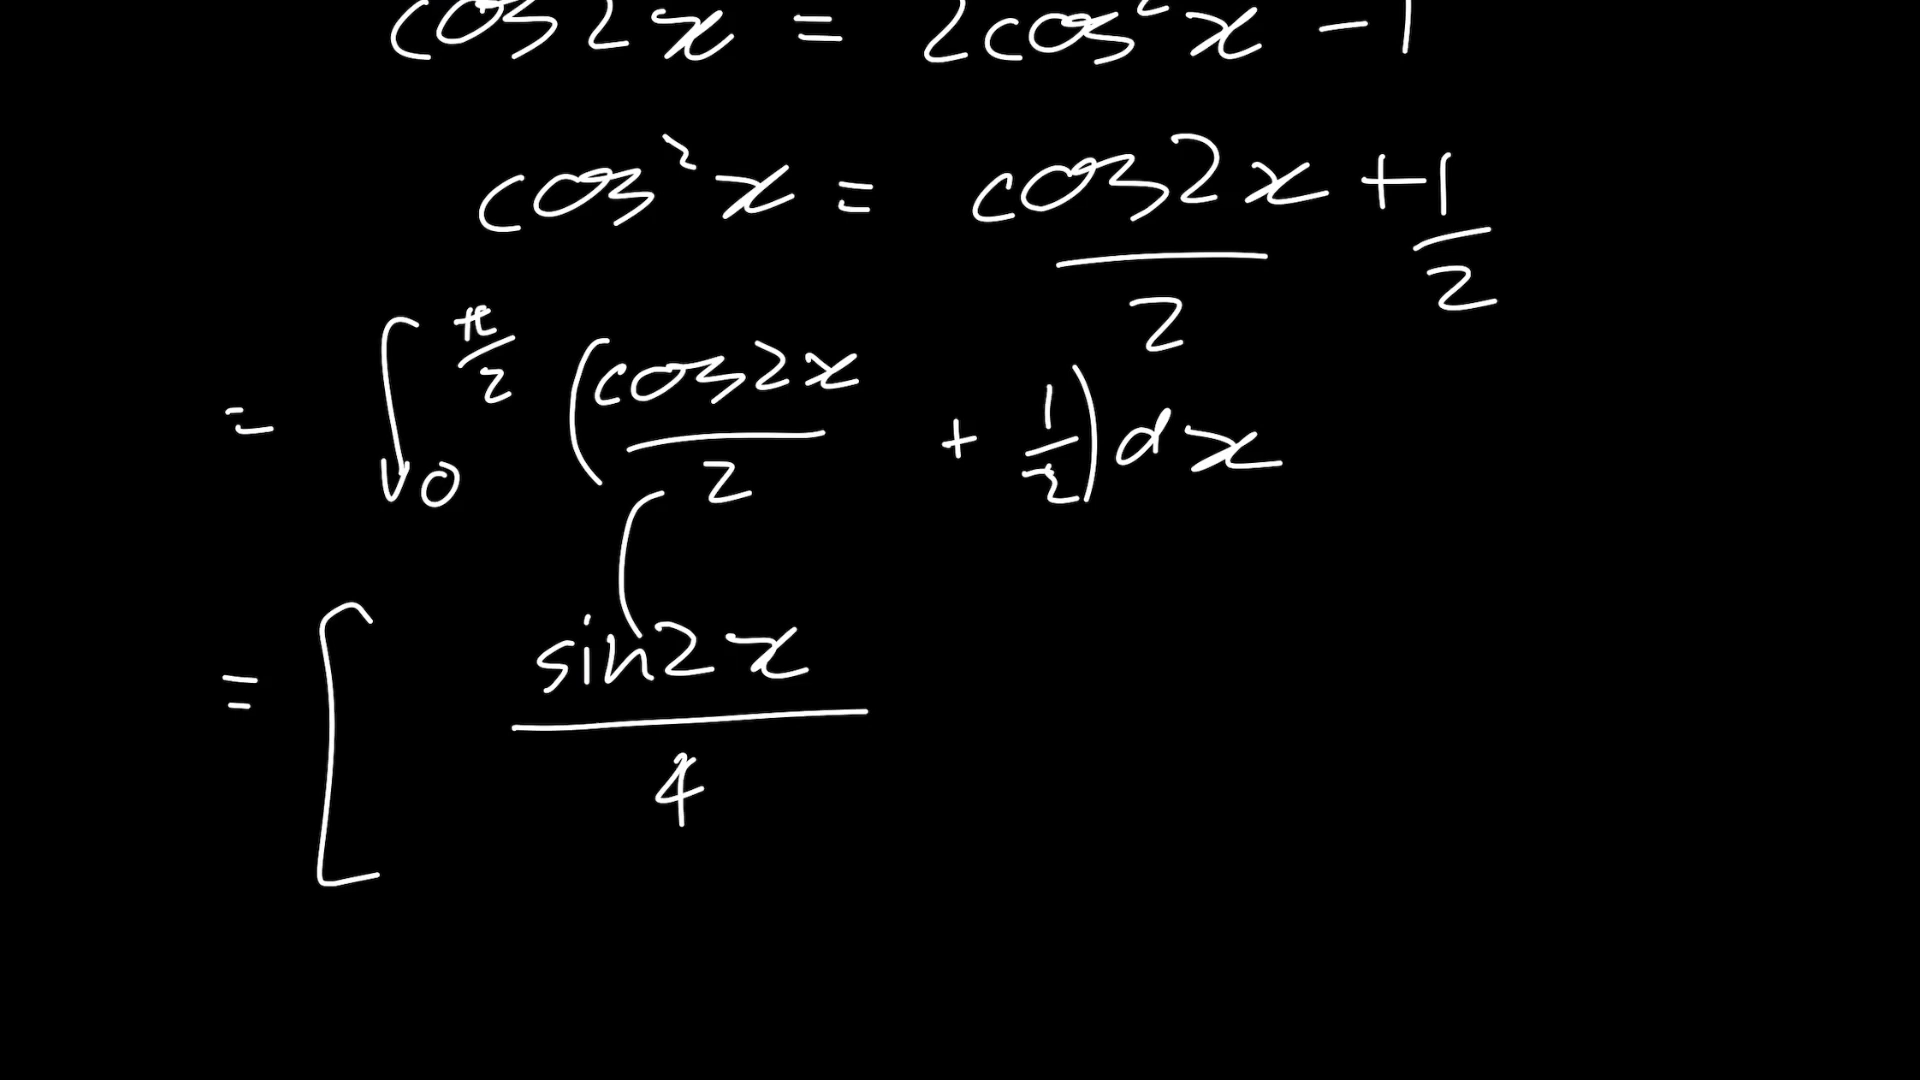 cos2x = 2cos²x - 1
cos²x = cos2x/2 + 1/2
= ∫₀^(π/2) (cos2x/2 + 1/2) dx
= [ ( sin2x/4